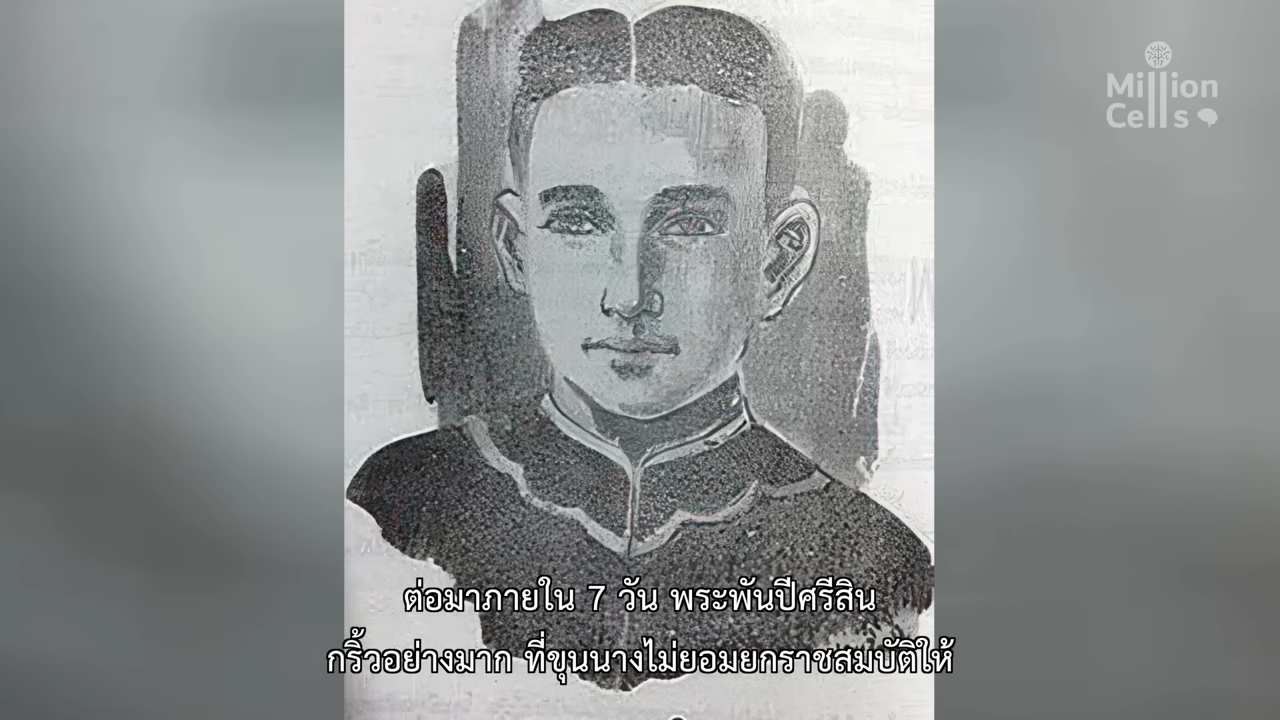 Million
Cells
ต่อมาภายใน 7 วัน พระพันปีศรีสิน
กริ้วอย่างมาก ที่ขุนนางไม่ยอมยกราชสมบัติให้